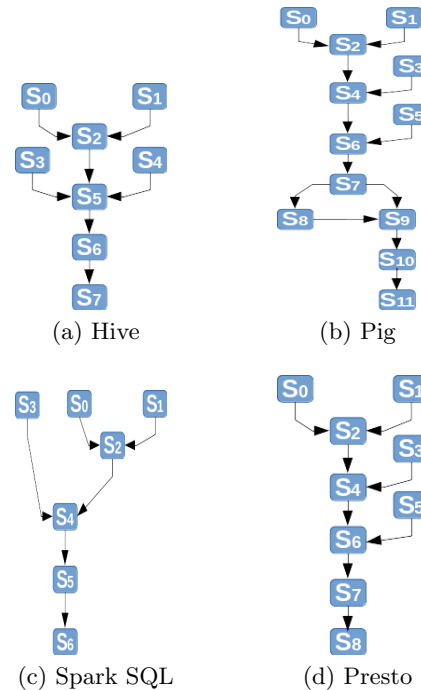 S0 S1
S2
S3 S4
S5
S6
S7
(a) Hive
S0 S1
S2
S3
S4
S5
S6
S7
S8 S9
S10
S11
(b) Pig
S3 S0 S1
S2
S4
S5
S6
(c) Spark SQL
S0 S1
S2
S3
S4
S5
S6
S7
S8
(d) Presto